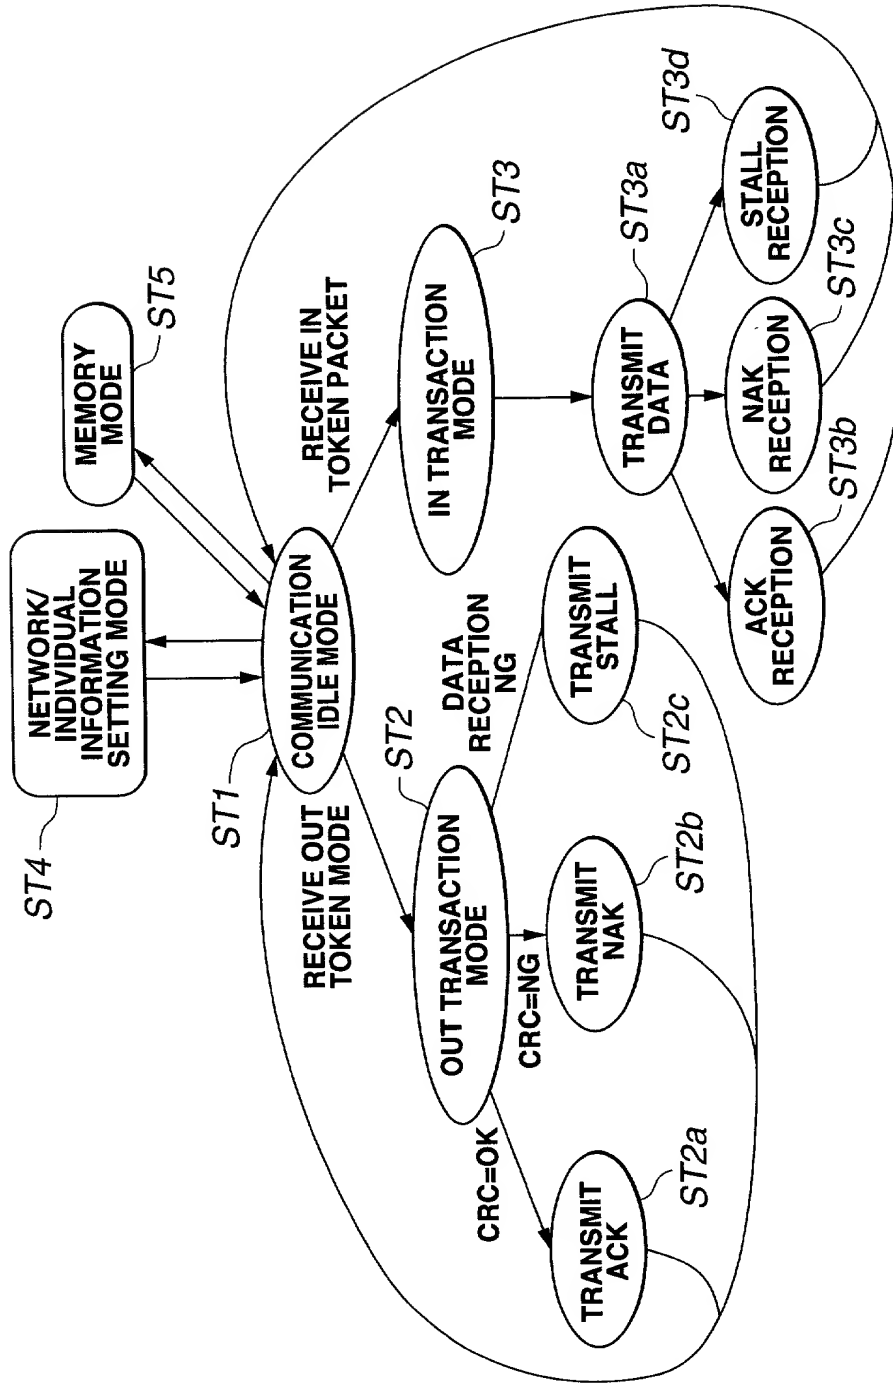 ST4
NETWORK/
INDIVIDUAL
INFORMATION
SETTING MODE
MEMORY
MODE
ST5
ST1
COMMUNICATION
IDLE MODE
RECEIVE OUT
TOKEN MODE
RECEIVE IN
TOKEN PACKET
ST2
OUT TRANSACTION
MODE
DATA
RECEPTION
NG
IN TRANSACTION
MODE
ST3
CRC=OK
CRC=NG
TRANSMIT
ACK
ST2a
TRANSMIT
NAK
ST2b
TRANSMIT
STALL
ST2c
TRANSMIT
DATA
ST3a
ACK
RECEPTION
ST3b
NAK
RECEPTION
ST3c
STALL
RECEPTION
ST3d